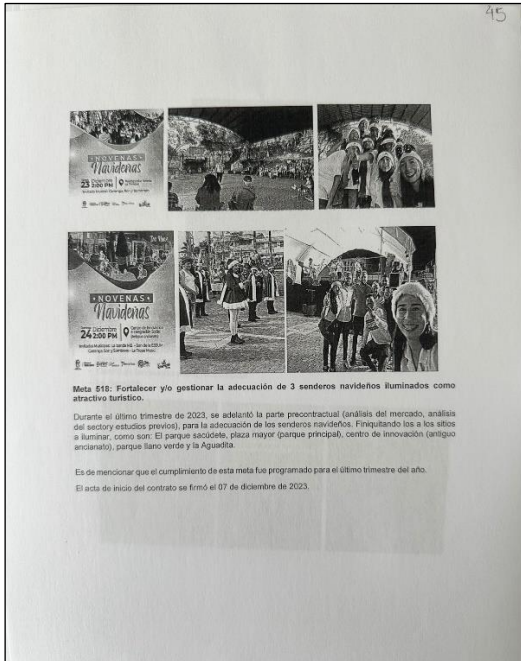 45
NOVENAS
Navideñas
23 Diciembre
2:00 PM
NOVENAS
Navideñas
24 Diciembre
2:00 PM
Meta 518: Fortalecer y/o gestionar la adecuación de 3 senderos navideños iluminados como
atractivo turístico.
Durante el último trimestre de 2023, se adelantó la parte precontractual (análisis del mercado, análisis
del sectory estudios previos), para la adecuación de los senderos navideños. Finiquitando los a los sitios
a iluminar, como son: El parque sacúdete, plaza mayor (parque principal), centro de innovación (antiguo
ancianato), parque llano verde y la Aguadita.
Es de mencionar que el cumplimiento de esta meta fue programado para el último trimestre del año.
El acta de inicio del contrato se firmó el 07 de diciembre de 2023.